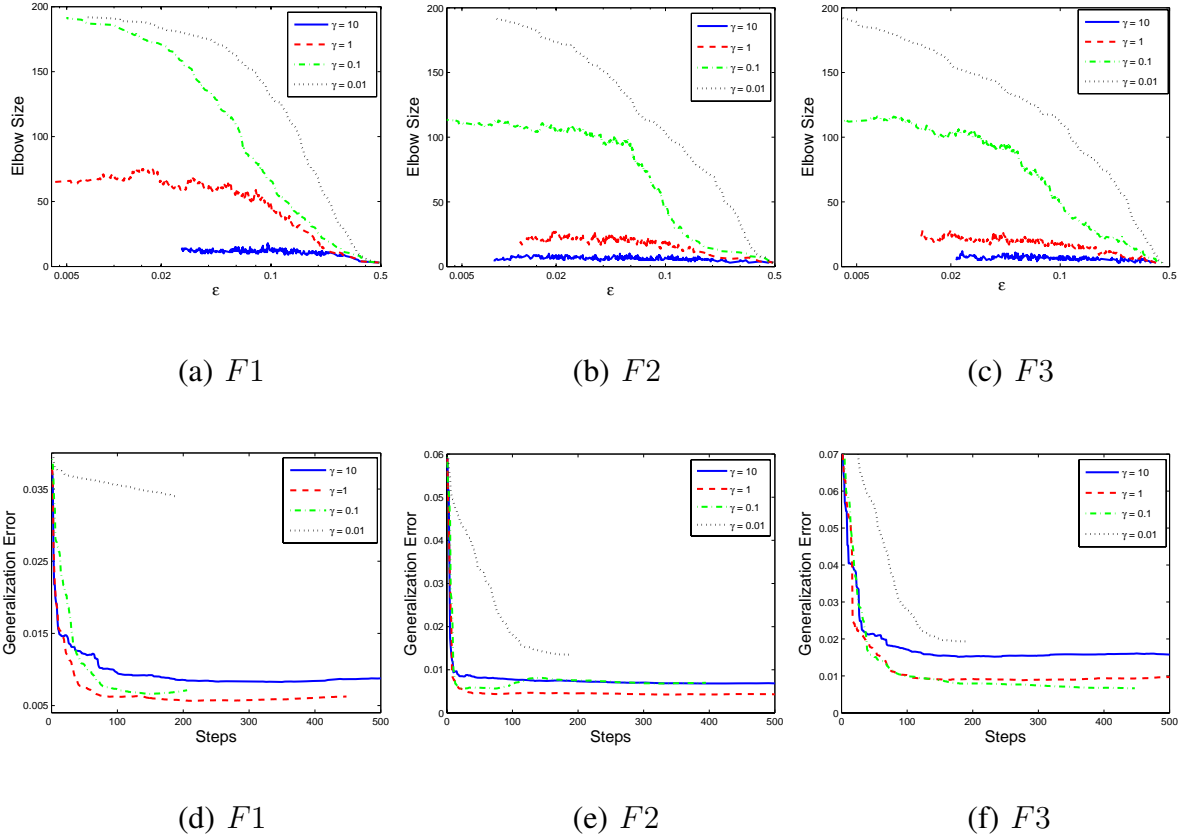 200
150
100
50
0
Elbow Size
0.005 0.02 0.1 0.5
ε
γ = 10
γ = 1
γ = 0.1
γ = 0.01
(a) F1
200
150
100
50
0
Elbow Size
0.005 0.02 0.1 0.5
ε
γ = 10
γ = 1
γ = 0.1
γ = 0.01
(b) F2
200
150
100
50
0
Elbow Size
0.005 0.02 0.1 0.5
ε
γ = 10
γ = 1
γ = 0.1
γ = 0.01
(c) F3
0.035
0.025
0.015
0.005
Generalization Error
0 100 200 300 400 500
Steps
γ = 10
γ =1
γ = 0.1
γ = 0.01
(d) F1
0.06
0.05
0.04
0.03
0.02
0.01
0
Generalization Error
0 100 200 300 400 500
Steps
γ = 10
γ = 1
γ = 0.1
γ = 0.01
(e) F2
0.07
0.06
0.05
0.04
0.03
0.02
0.01
0
Generalization Error
0 100 200 300 400 500
Steps
γ = 10
γ = 1
γ = 0.1
γ = 0.01
(f) F3